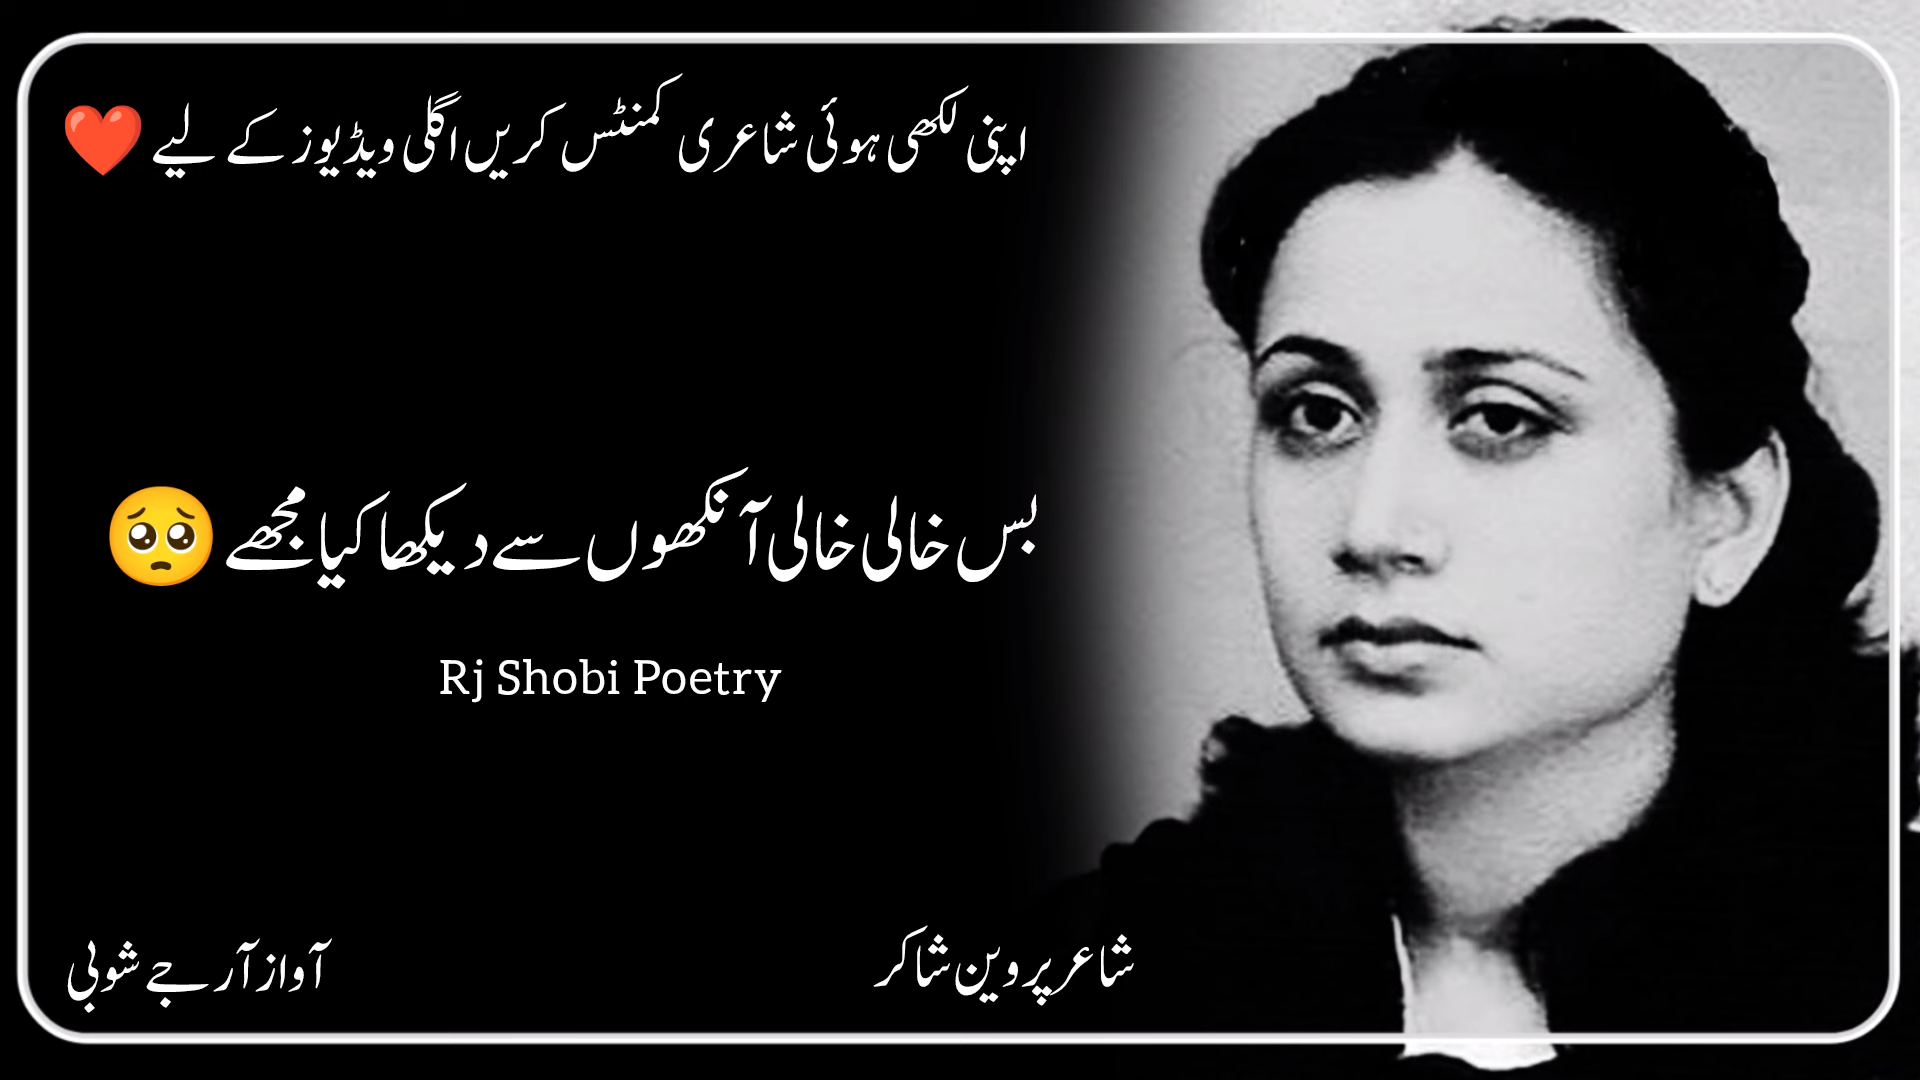 اپنی لکھی ہوئی شاعری کمنٹس کریں اگلی ویڈیوز کے لیے ❤️
بس خالی خالی آنکھوں سے دیکھا کیا مجھے 🥺
Rj Shobi Poetry
شاعر پروین شاکر
آواز آر جے شوبی